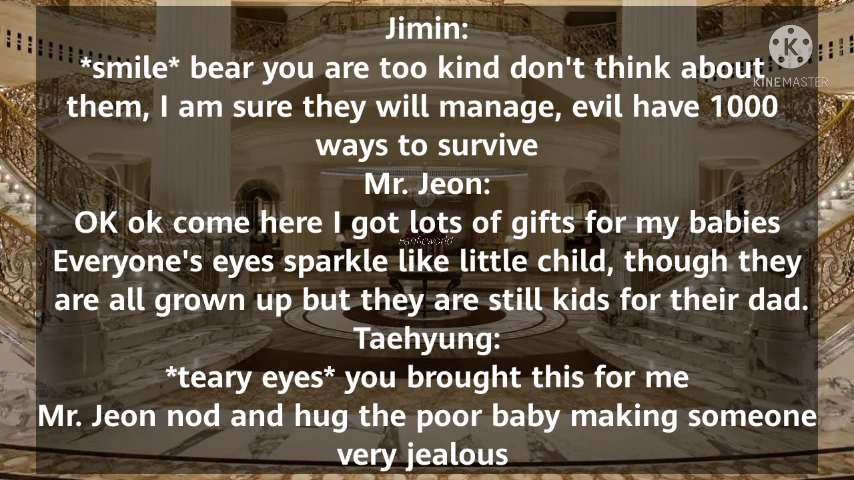 Jimin:
*smile* bear you are too kind don't think about
them, I am sure they will manage, evil have 1000
ways to survive
Mr. Jeon:
OK ok come here I got lots of gifts for my babies
Everyone's eyes sparkle like little child, though they
are all grown up but they are still kids for their dad.
Taehyung:
*teary eyes* you brought this for me
Mr. Jeon nod and hug the poor baby making someone
very jealous
K
KINEMASTER